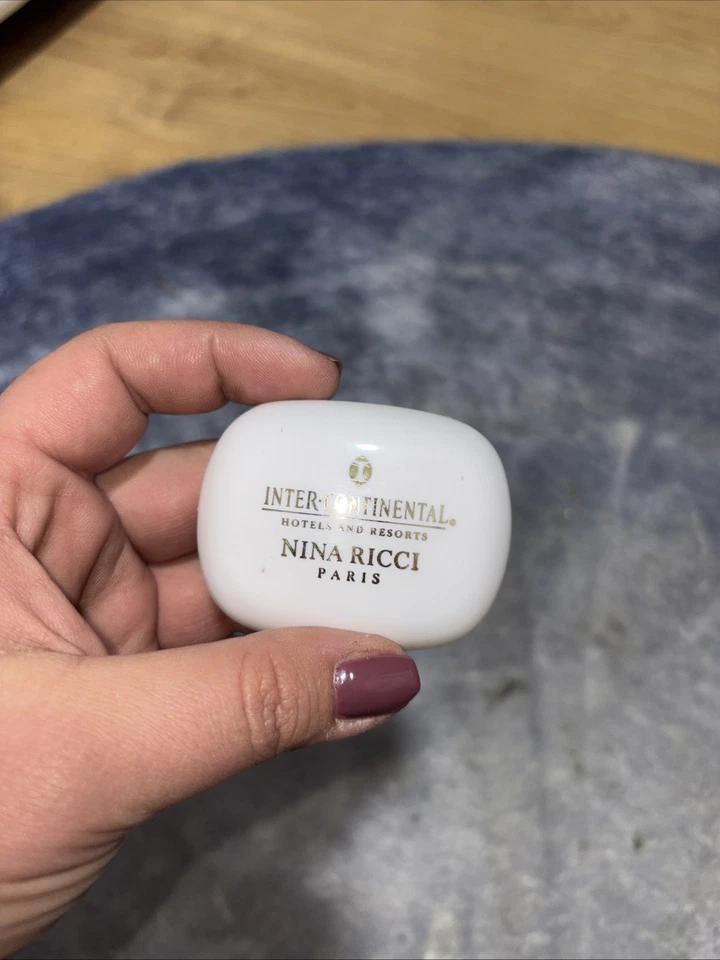 INTER·CONTINENTAL®
HOTELS AND RESORTS
NINA RICCI
PARIS